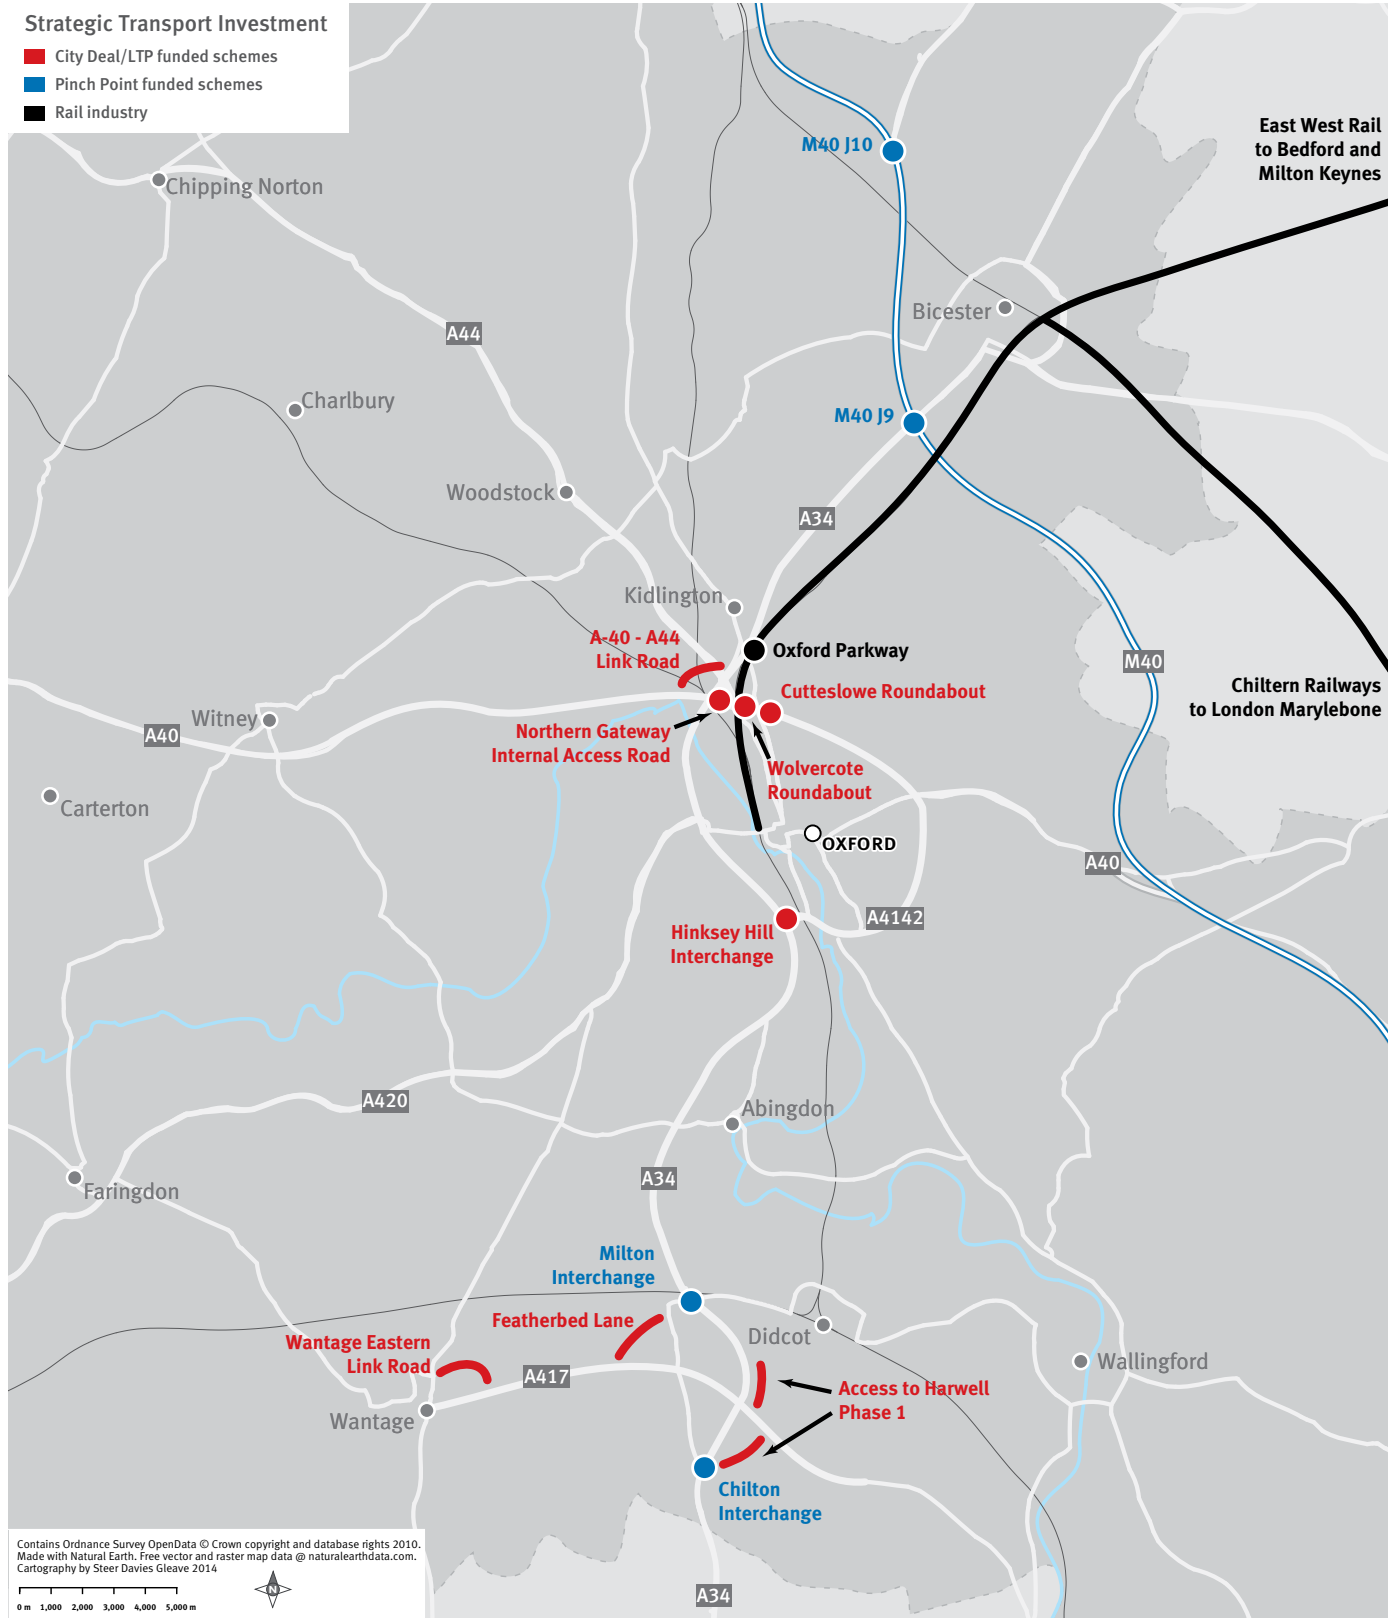 Strategic Transport Investment
City Deal/LTP funded schemes
Pinch Point funded schemes
Rail industry
East West Rail
to Bedford and
Milton Keynes
M40 J10
Chipping Norton
Bicester
A44
Charlbury
M40 J9
Woodstock
A34
Kidlington
A-40 - A44
Link Road
Oxford Parkway
M40
Cutteslowe Roundabout
Chiltern Railways
to London Marylebone
Witney
A40
Northern Gateway
Internal Access Road
Wolvercote
Roundabout
Carterton
OXFORD
A40
A4142
Hinksey Hill
Interchange
A420
Abingdon
A34
Faringdon
Milton
Interchange
Featherbed Lane
Didcot
Wantage Eastern
Link Road
A417
Wallingford
Access to Harwell
Phase 1
Wantage
Chilton
Interchange
A34
Contains Ordnance Survey OpenData © Crown copyright and database rights 2010.
Made with Natural Earth. Free vector and raster map data @ naturalearthdata.com.
Cartography by Steer Davies Gleave 2014
N
0 m 1,000 2,000 3,000 4,000 5,000 m